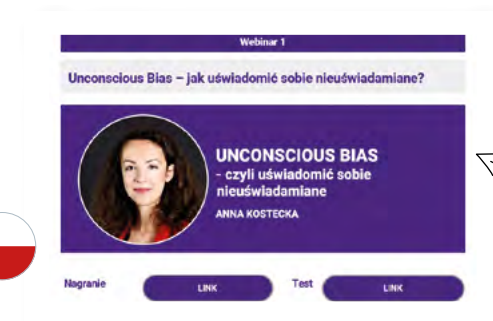 Webinar 1
Unconscious Bias – jak uświadomić sobie nieuświadamiane?
UNCONSCIOUS BIAS
- czyli uświadomić sobie
nieuświadamiane
ANNA KOSTECKA
Nagranie LINK Test LINK